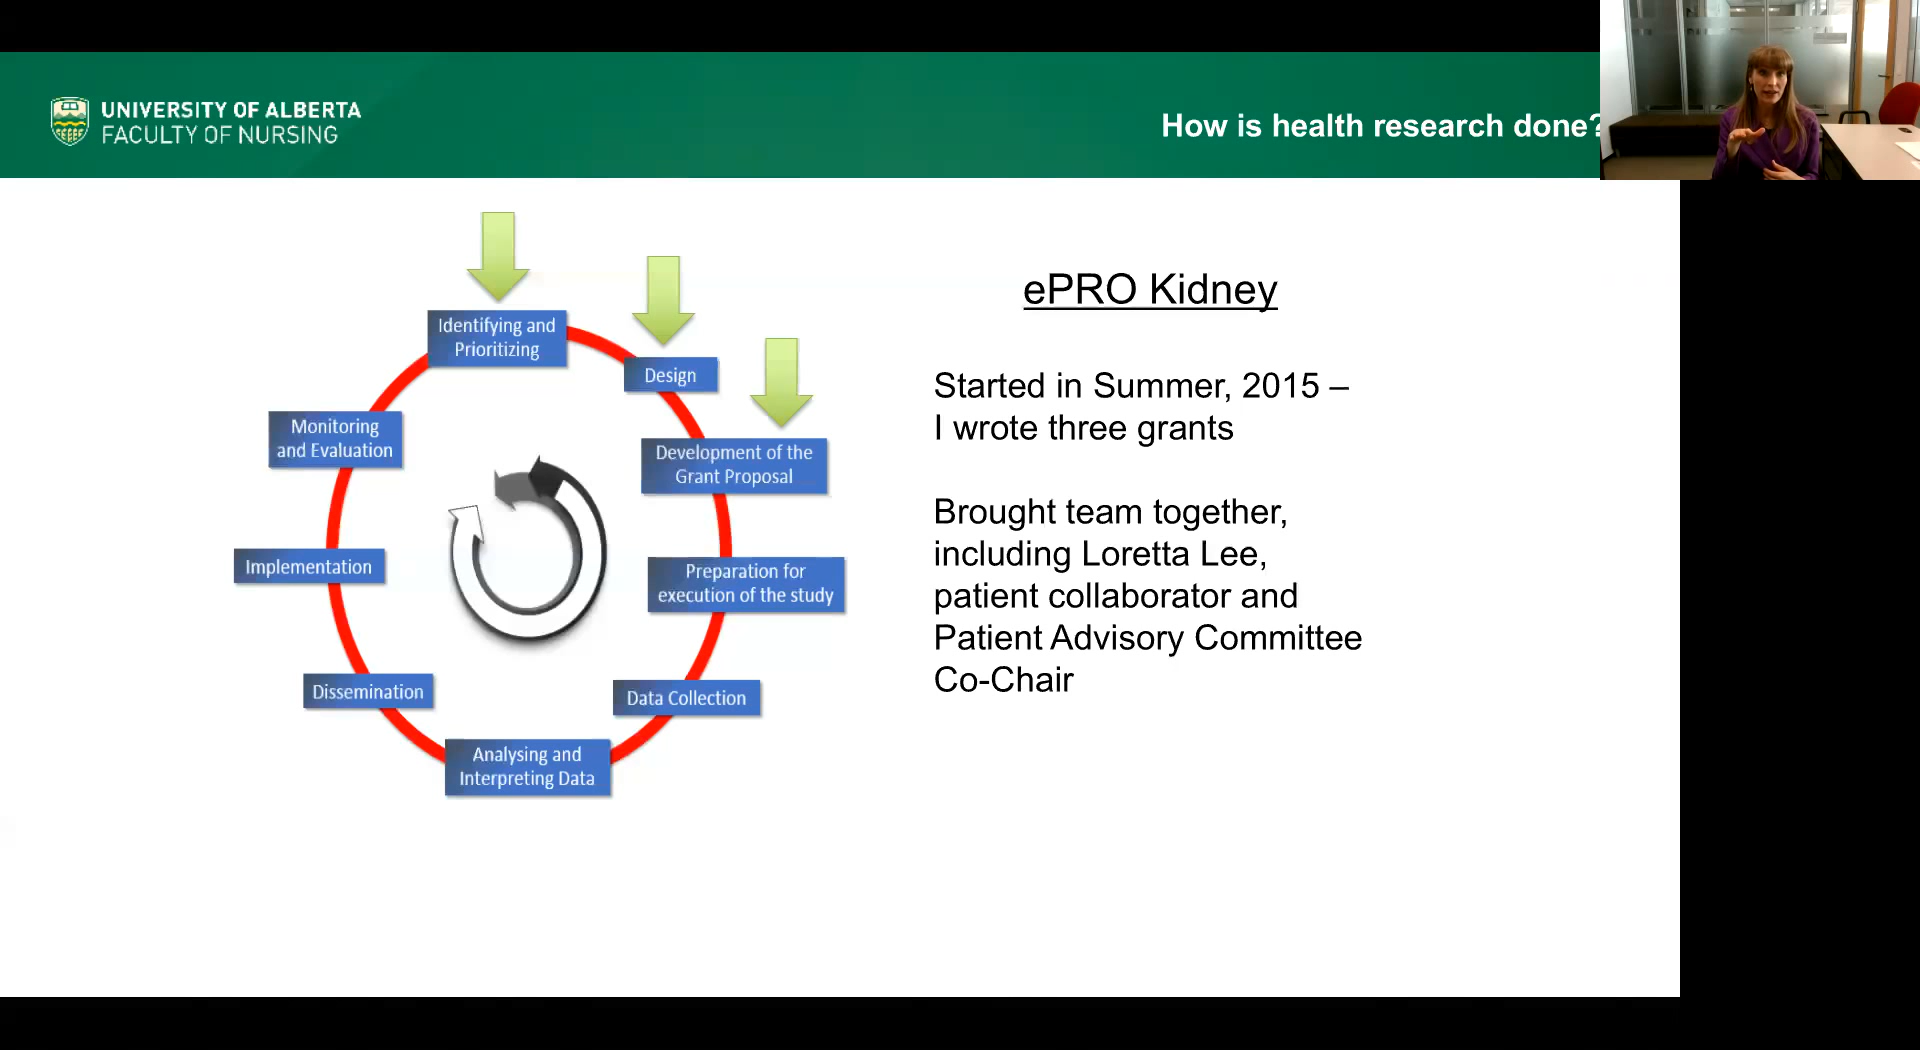 UNIVERSITY OF ALBERTA
FACULTY OF NURSING
How is health research done?
Identifying and
Prioritizing
Design
Development of the
Grant Proposal
Preparation for
execution of the study
Data Collection
Analysing and
Interpreting Data
Dissemination
Implementation
Monitoring
and Evaluation
ePRO Kidney
Started in Summer, 2015 –
I wrote three grants
Brought team together,
including Loretta Lee,
patient collaborator and
Patient Advisory Committee
Co-Chair